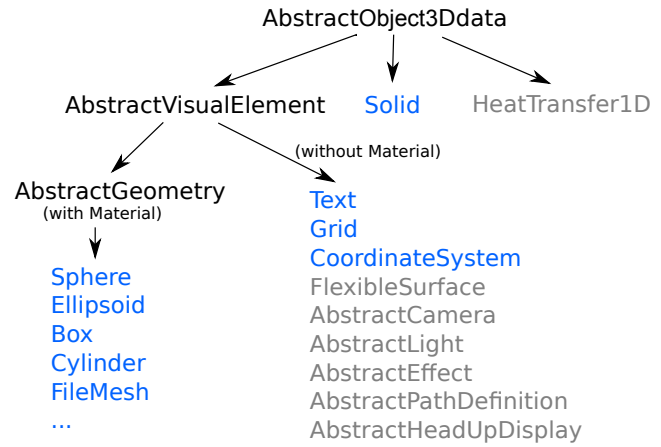 AbstractObject3Ddata
AbstractVisualElement
Solid
HeatTransfer1D
(without Material)
AbstractGeometry
(with Material)
Text
Grid
CoordinateSystem
FlexibleSurface
AbstractCamera
AbstractLight
AbstractEffect
AbstractPathDefinition
AbstractHeadUpDisplay
Sphere
Ellipsoid
Box
Cylinder
FileMesh
...